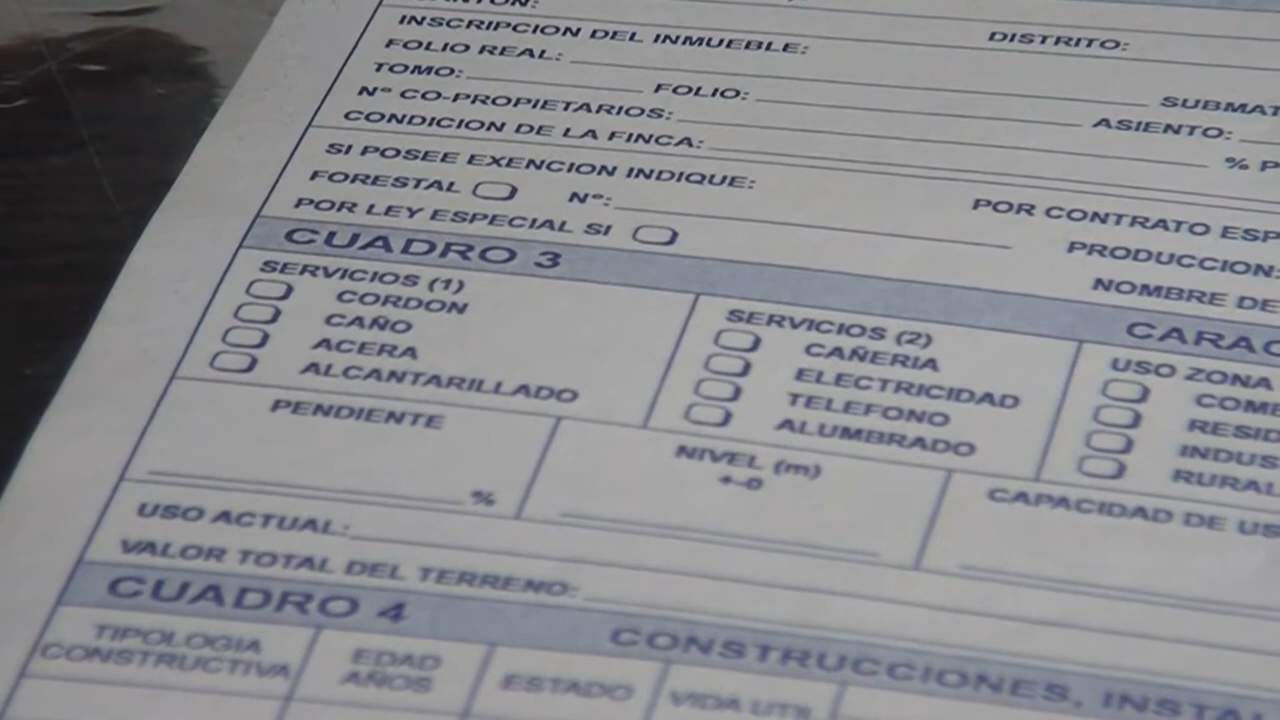 INSCRIPCION DEL INMUEBLE: DISTRITO:
FOLIO REAL:
TOMO: FOLIO: SUBMAT
Nº CO-PROPIETARIOS: ASIENTO:
CONDICION DE LA FINCA: % P
SI POSEE EXENCION INDIQUE:
FORESTAL Nº: POR CONTRATO ESP
POR LEY ESPECIAL SI PRODUCCION:
NOMBRE DE
CUADRO 3 CARAC
SERVICIOS (1)
CORDON
CAÑO
ACERA
ALCANTARILLADO
SERVICIOS (2)
CAÑERIA
ELECTRICIDAD
TELEFONO
ALUMBRADO
USO ZONA
COME
RESID
INDUS
RURAL
PENDIENTE
%
NIVEL (m)
+-0
CAPACIDAD DE US
USO ACTUAL:
VALOR TOTAL DEL TERRENO:
CUADRO 4 CONSTRUCCIONES, INSTAL
TIPOLOGIA
CONSTRUCTIVA
EDAD
AÑOS
ESTADO
VIDA UTIL